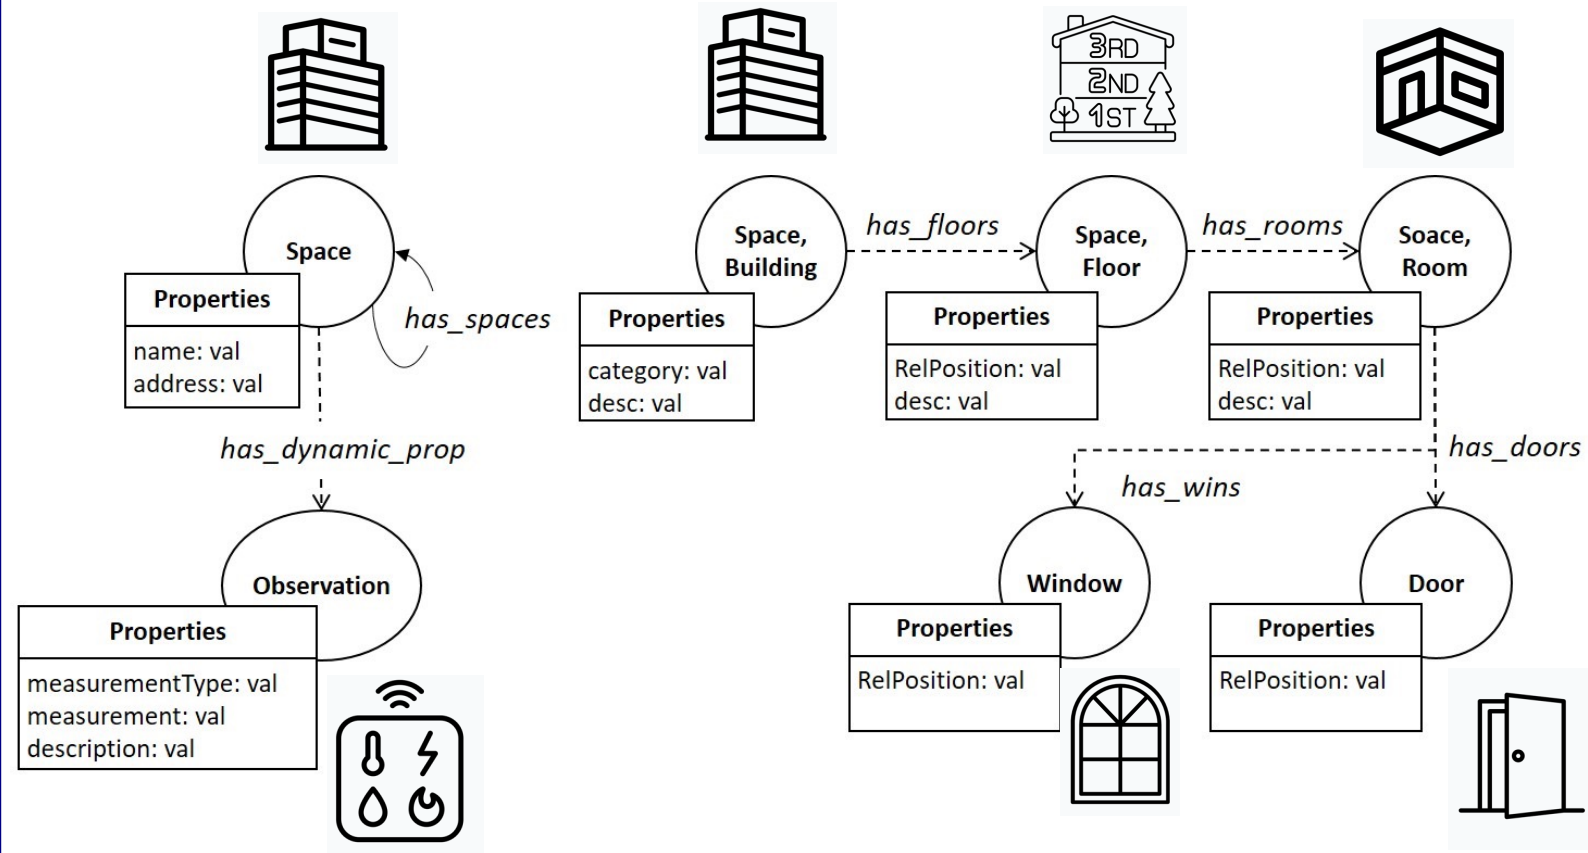 3RD
2ND
1ST
Space
Properties
name: val
address: val
has_spaces
has_dynamic_prop
Observation
Properties
measurementType: val
measurement: val
description: val
Space,
Building
Properties
category: val
desc: val
has_floors
Space,
Floor
Properties
RelPosition: val
desc: val
has_rooms
Soace,
Room
Properties
RelPosition: val
desc: val
has_doors
has_wins
Window
Properties
RelPosition: val
Door
Properties
RelPosition: val